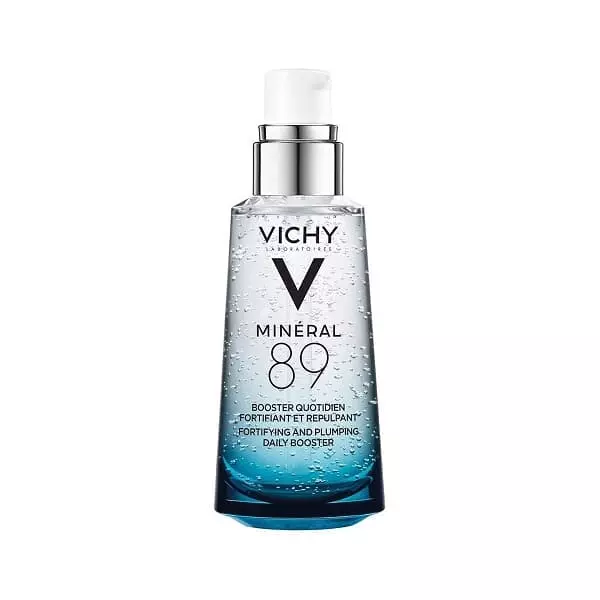 VICHY
LABORATOIRES
V
MINÉRAL
89
BOOSTER QUOTIDIEN
FORTIFIANT ET REPULPANT
FORTIFYING AND PLUMPING
DAILY BOOSTER